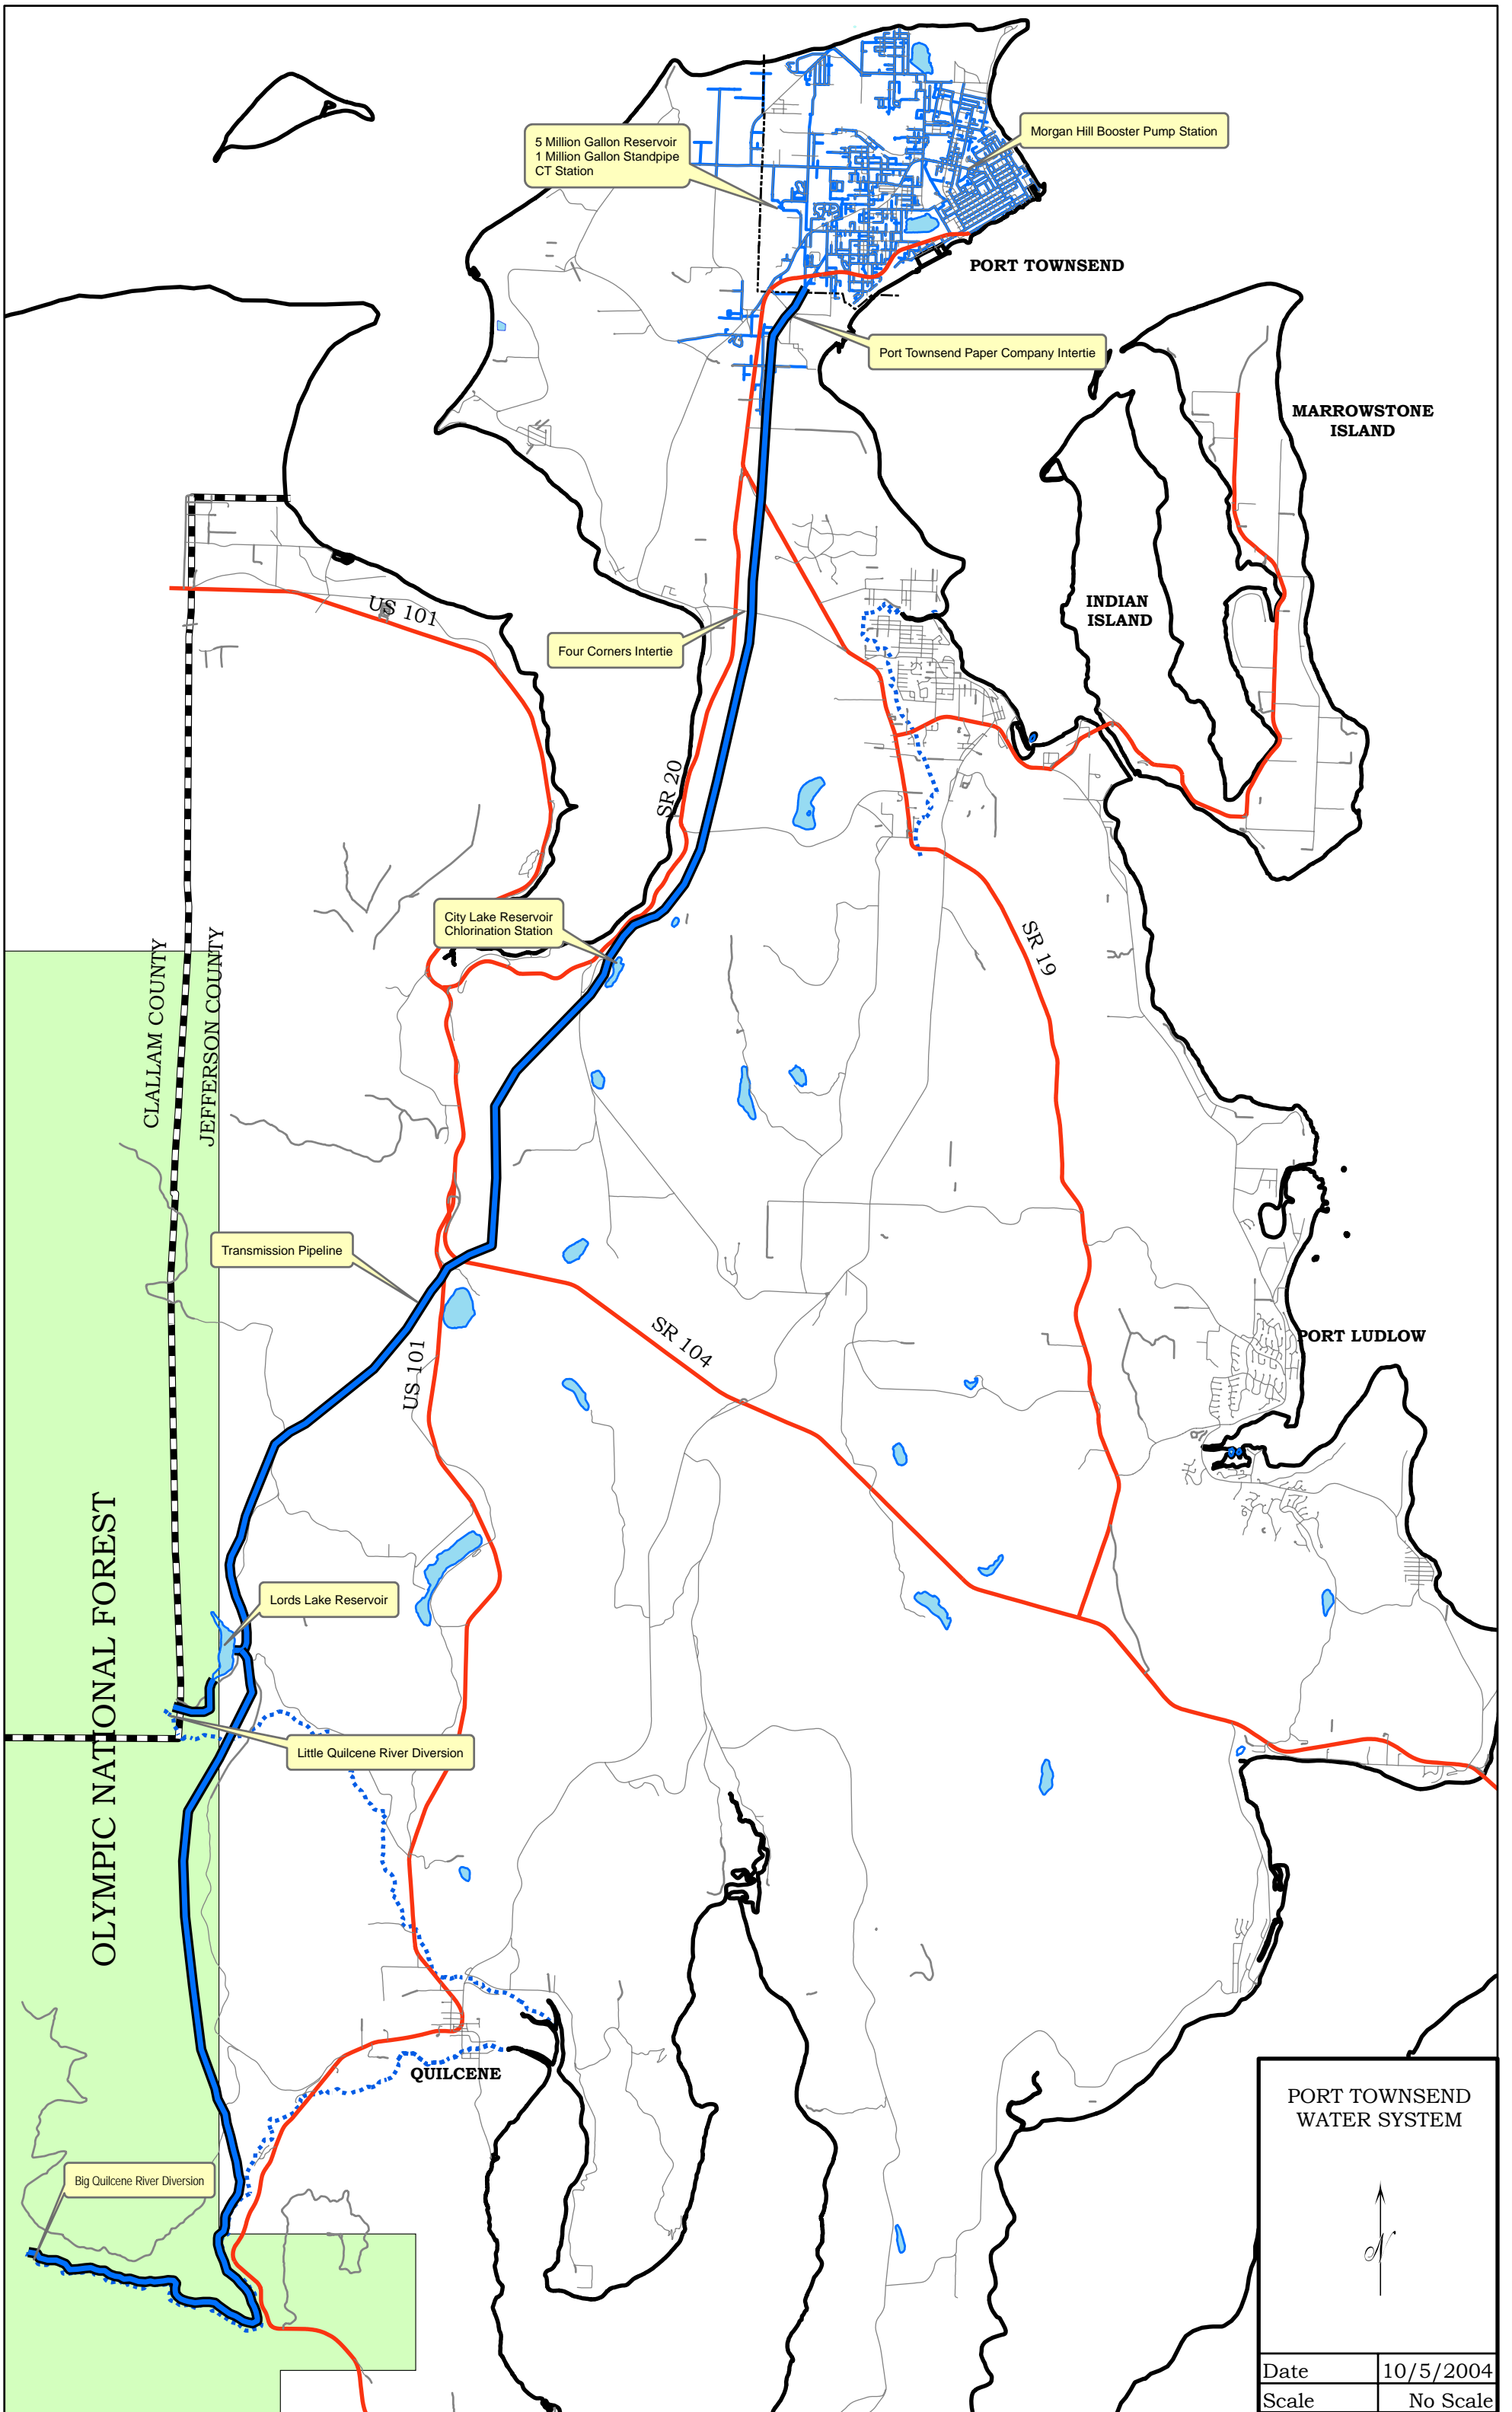 5 Million Gallon Reservoir
1 Million Gallon Standpipe
CT Station
Morgan Hill Booster Pump Station
PORT TOWNSEND
Port Townsend Paper Company Intertie
MARROWSTONE
ISLAND
INDIAN
ISLAND
US 101
Four Corners Intertie
SR 20
City Lake Reservoir
Chlorination Station
SR 19
CLALLAM COUNTY
JEFFERSON COUNTY
Transmission Pipeline
SR 104
US 101
PORT LUDLOW
OLYMPIC NATIONAL FOREST
Lords Lake Reservoir
Little Quilcene River Diversion
QUILCENE
Big Quilcene River Diversion
PORT TOWNSEND
WATER SYSTEM
N
Date 10/5/2004
Scale No Scale